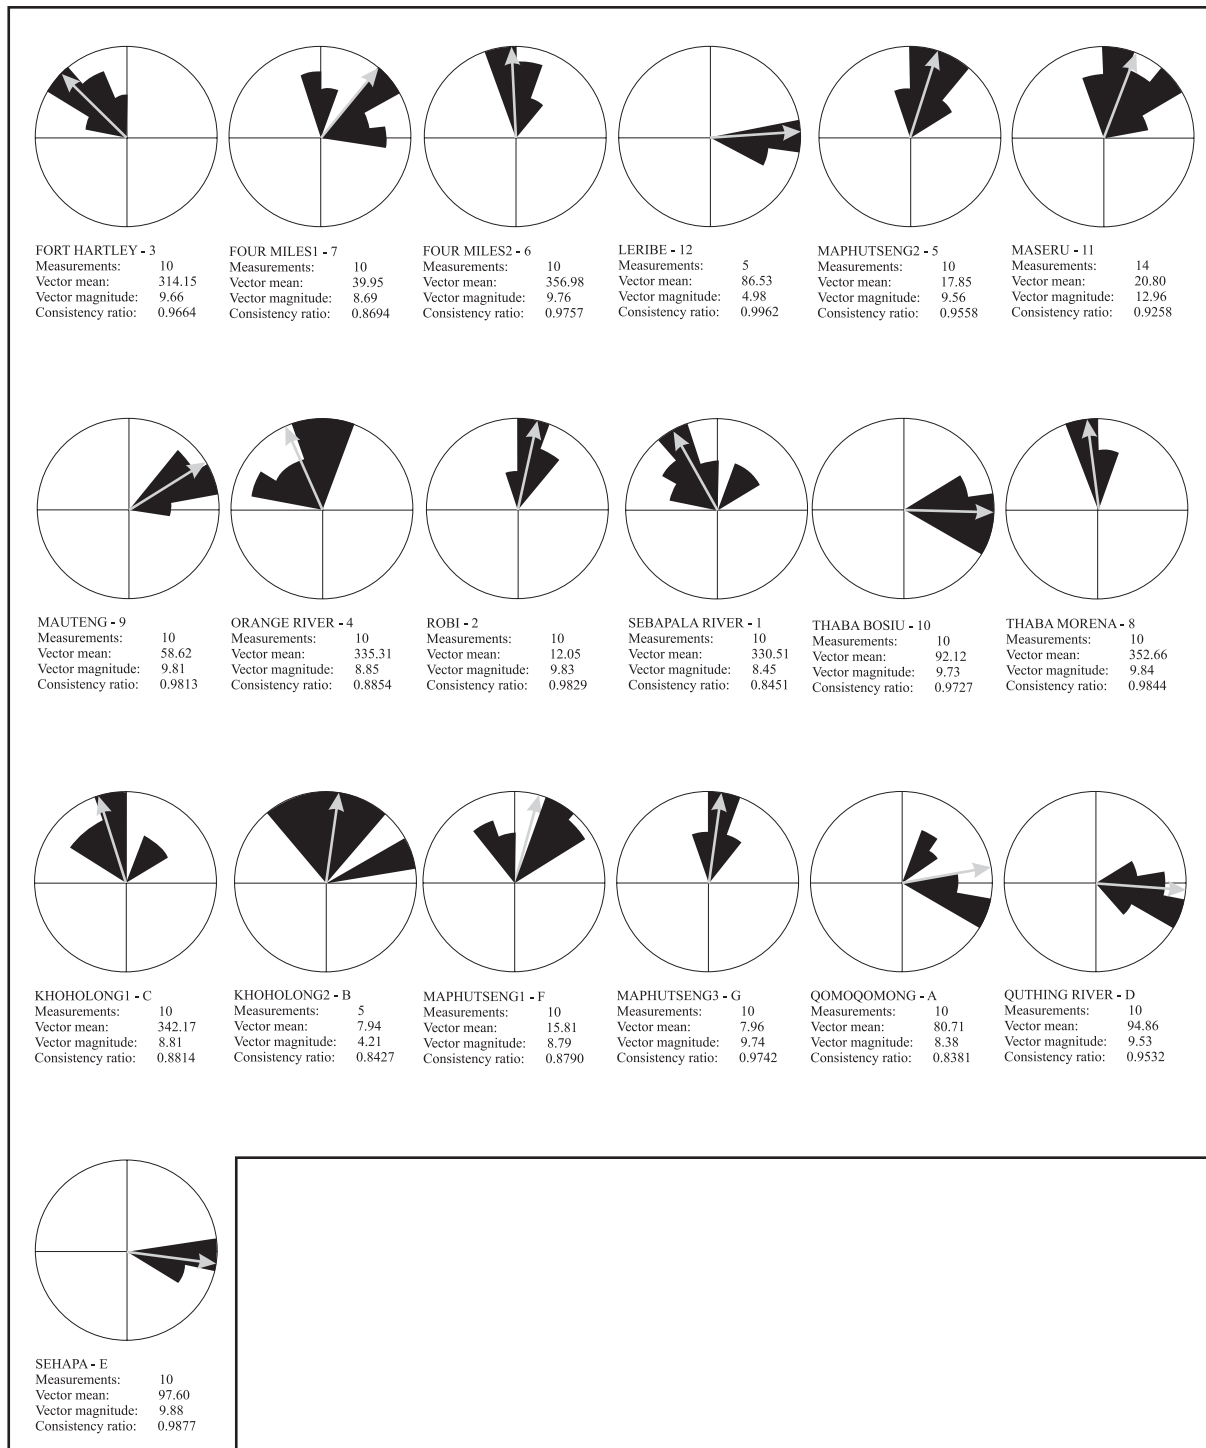 FORT HARTLEY - 3
Measurements: 10
Vector mean: 314.15
Vector magnitude: 9.66
Consistency ratio: 0.9664
FOUR MILES1 - 7
Measurements: 10
Vector mean: 39.95
Vector magnitude: 8.69
Consistency ratio: 0.8694
FOUR MILES2 - 6
Measurements: 10
Vector mean: 356.98
Vector magnitude: 9.76
Consistency ratio: 0.9757
LERIBE - 12
Measurements: 5
Vector mean: 86.53
Vector magnitude: 4.98
Consistency ratio: 0.9962
MAPHUTSENG2 - 5
Measurements: 10
Vector mean: 17.85
Vector magnitude: 9.56
Consistency ratio: 0.9558
MASERU - 11
Measurements: 14
Vector mean: 20.80
Vector magnitude: 12.96
Consistency ratio: 0.9258
MAUTENG - 9
Measurements: 10
Vector mean: 58.62
Vector magnitude: 9.81
Consistency ratio: 0.9813
ORANGE RIVER - 4
Measurements: 10
Vector mean: 335.31
Vector magnitude: 8.85
Consistency ratio: 0.8854
ROBI - 2
Measurements: 10
Vector mean: 12.05
Vector magnitude: 9.83
Consistency ratio: 0.9829
SEBAPALA RIVER - 1
Measurements: 10
Vector mean: 330.51
Vector magnitude: 8.45
Consistency ratio: 0.8451
THABA BOSIU - 10
Measurements: 10
Vector mean: 92.12
Vector magnitude: 9.73
Consistency ratio: 0.9727
THABA MORENA - 8
Measurements: 10
Vector mean: 352.66
Vector magnitude: 9.84
Consistency ratio: 0.9844
KHOHOLONG1 - C
Measurements: 10
Vector mean: 342.17
Vector magnitude: 8.81
Consistency ratio: 0.8814
KHOHOLONG2 - B
Measurements: 5
Vector mean: 7.94
Vector magnitude: 4.21
Consistency ratio: 0.8427
MAPHUTSENG1 - F
Measurements: 10
Vector mean: 15.81
Vector magnitude: 8.79
Consistency ratio: 0.8790
MAPHUTSENG3 - G
Measurements: 10
Vector mean: 7.96
Vector magnitude: 9.74
Consistency ratio: 0.9742
QOMOQOMONG - A
Measurements: 10
Vector mean: 80.71
Vector magnitude: 8.38
Consistency ratio: 0.8381
QUTHING RIVER - D
Measurements: 10
Vector mean: 94.86
Vector magnitude: 9.53
Consistency ratio: 0.9532
SEHAPA - E
Measurements: 10
Vector mean: 97.60
Vector magnitude: 9.88
Consistency ratio: 0.9877